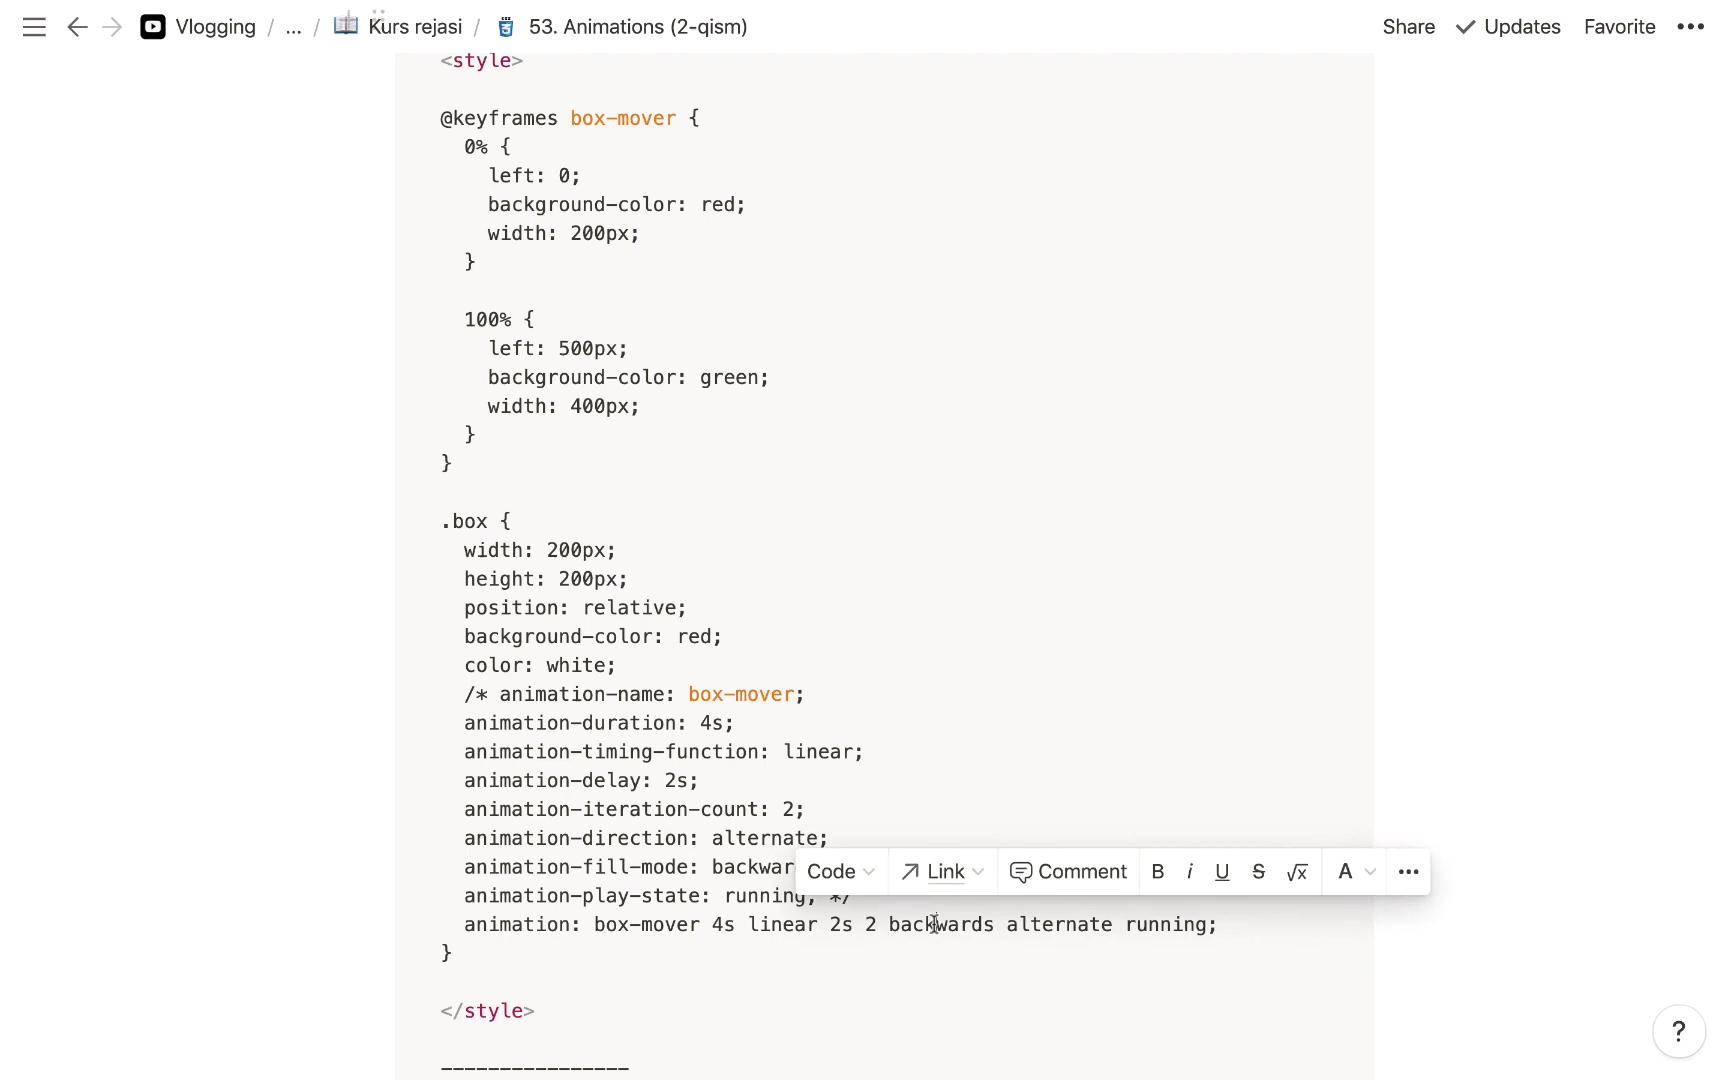 Vlogging / ... / Kurs rejasi / 53. Animations (2-qism)
Share Updates Favorite •••
<style>
@keyframes box-mover {
0% {
left: 0;
background-color: red;
width: 200px;
}
100% {
left: 500px;
background-color: green;
width: 400px;
}
}
.box {
width: 200px;
height: 200px;
position: relative;
background-color: red;
color: white;
/* animation-name: box-mover;
animation-duration: 4s;
animation-timing-function: linear;
animation-delay: 2s;
animation-iteration-count: 2;
animation-direction: alternate;
animation-fill-mode: backwar
Code Link Comment B i U S √x A •••
animation-play-state: running; */
animation: box-mover 4s linear 2s 2 backwards alternate running;
}
</style>
----------------
?